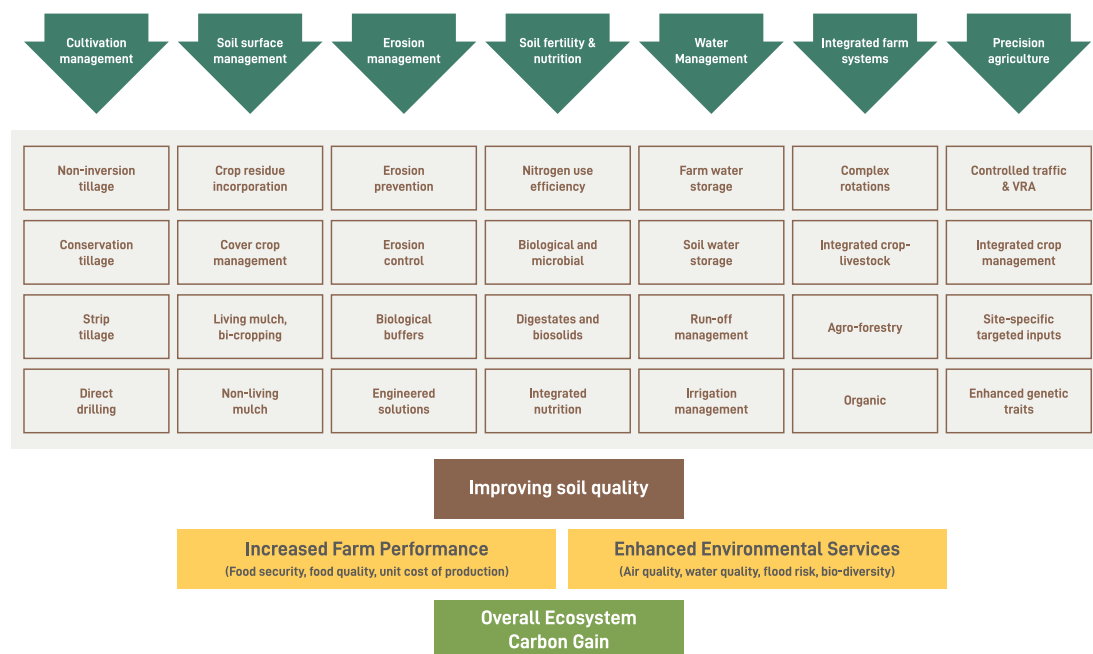 Cultivation
management
Soil surface
management
Erosion
management
Soil fertility &
nutrition
Water
Management
Integrated farm
systems
Precision
agriculture
Non-inversion
tillage
Crop residue
incorporation
Erosion
prevention
Nitrogen use
efficiency
Farm water
storage
Complex
rotations
Controlled traffic
& VRA
Conservation
tillage
Cover crop
management
Erosion
control
Biological and
microbial
Soil water
storage
Integrated crop-
livestock
Integrated crop
management
Strip
tillage
Living mulch,
bi-cropping
Biological
buffers
Digestates and
biosolids
Run-off
management
Agro-forestry
Site-specific
targeted inputs
Direct
drilling
Non-living
mulch
Engineered
solutions
Integrated
nutrition
Irrigation
management
Organic
Enhanced genetic
traits
Improving soil quality
Increased Farm Performance
(Food security, food quality, unit cost of production)
Enhanced Environmental Services
(Air quality, water quality, flood risk, bio-diversity)
Overall Ecosystem
Carbon Gain